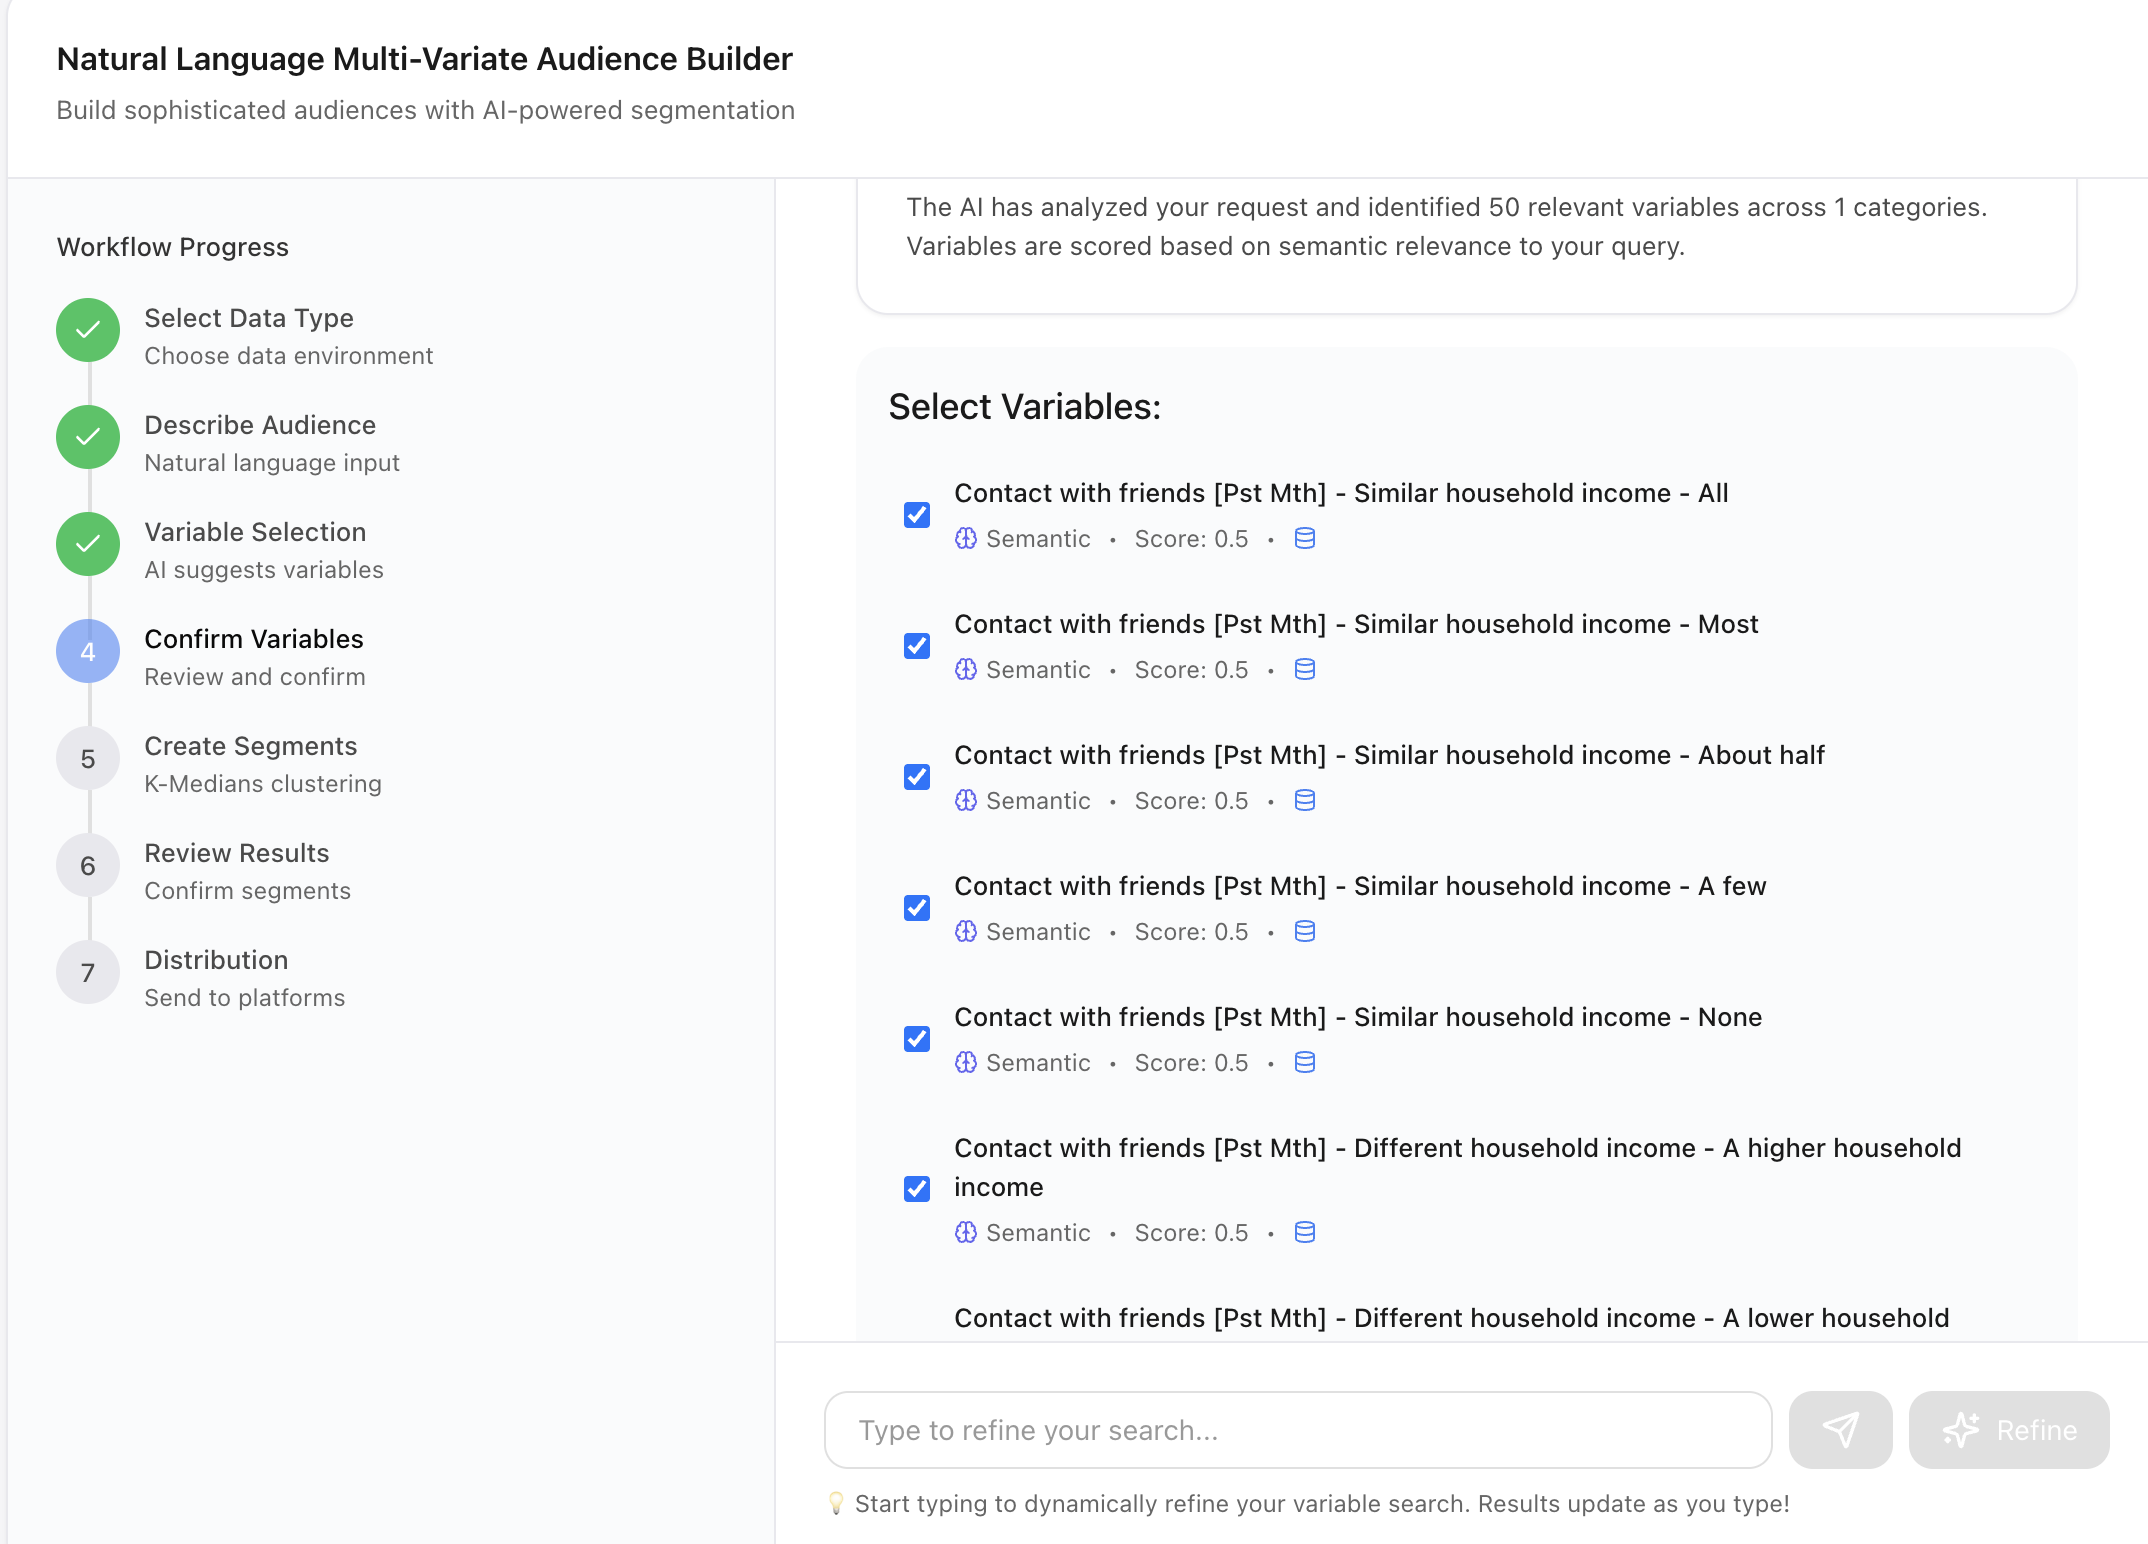 Natural Language Multi-Variate Audience Builder
Build sophisticated audiences with AI-powered segmentation
Workflow Progress
Select Data Type
Choose data environment
Describe Audience
Natural language input
Variable Selection
AI suggests variables
4
Confirm Variables
Review and confirm
5
Create Segments
K-Medians clustering
6
Review Results
Confirm segments
7
Distribution
Send to platforms
The AI has analyzed your request and identified 50 relevant variables across 1 categories.
Variables are scored based on semantic relevance to your query.
Select Variables:
Contact with friends [Pst Mth] - Similar household income - All
Semantic • Score: 0.5 •
Contact with friends [Pst Mth] - Similar household income - Most
Semantic • Score: 0.5 •
Contact with friends [Pst Mth] - Similar household income - About half
Semantic • Score: 0.5 •
Contact with friends [Pst Mth] - Similar household income - A few
Semantic • Score: 0.5 •
Contact with friends [Pst Mth] - Similar household income - None
Semantic • Score: 0.5 •
Contact with friends [Pst Mth] - Different household income - A higher household
income
Semantic • Score: 0.5 •
Contact with friends [Pst Mth] - Different household income - A lower household
Type to refine your search...
Refine
💡 Start typing to dynamically refine your variable search. Results update as you type!